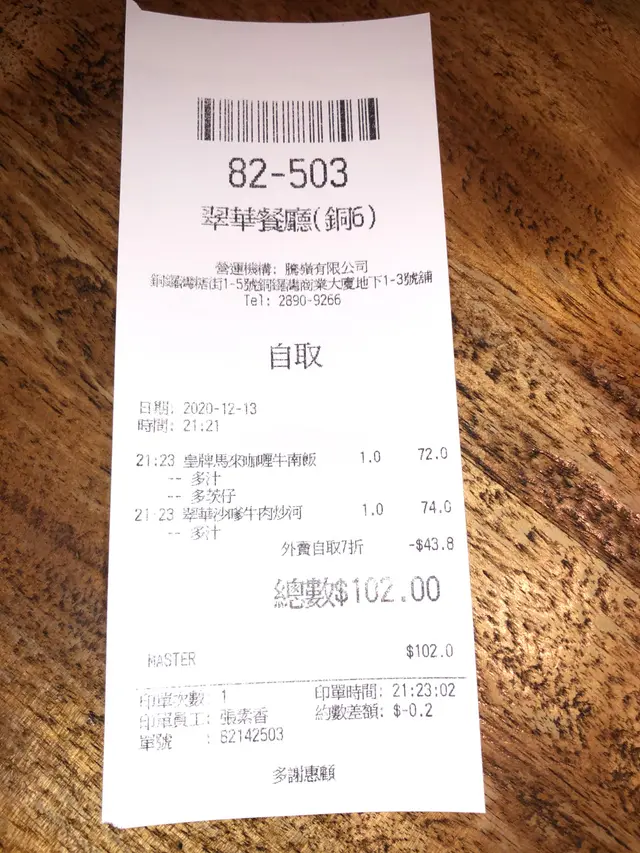 82-503
翠華餐廳(銅6)
營運機構: 騰嶺有限公司
銅鑼灣糖街1-5號銅鑼灣商業大廈地下1-3號舖
Tel: 2890-9266
自取
日期: 2020-12-13
時間: 21:21
21:23 皇牌馬來咖喱牛南飯 1.0 72.0
-- 多汁
-- 多茨仔
21:23 翠華沙嗲牛肉炒河 1.0 74.0
-- 多汁
外賣自取7折 -$43.8
總數$102.00
MASTER $102.0
印單次數: 1 印單時間: 21:23:02
印單員工: 張素香 約數差額: $-0.2
單號 : 62142503
多謝惠顧